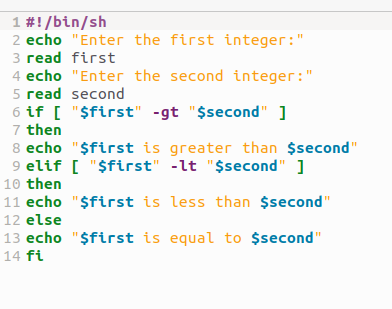 1 #!/bin/sh
2 echo "Enter the first integer:"
3 read first
4 echo "Enter the second integer:"
5 read second
6 if [ "$first" -gt "$second" ]
7 then
8 echo "$first is greater than $second"
9 elif [ "$first" -lt "$second" ]
10 then
11 echo "$first is less than $second"
12 else
13 echo "$first is equal to $second"
14 fi